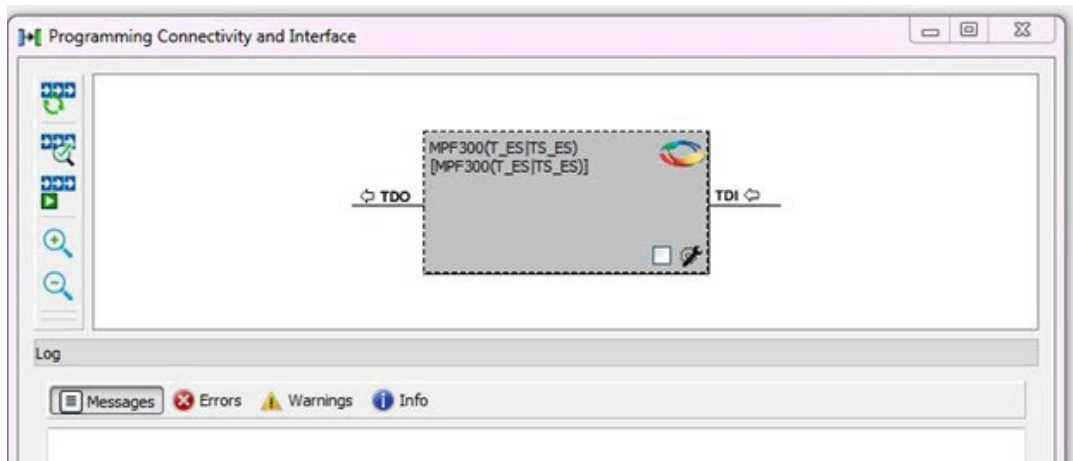 Programming Connectivity and Interface
MPF300(T_ES|TS_ES)
[MPF300(T_ES|TS_ES)]
TDO
TDI
Log
Messages Errors Warnings Info